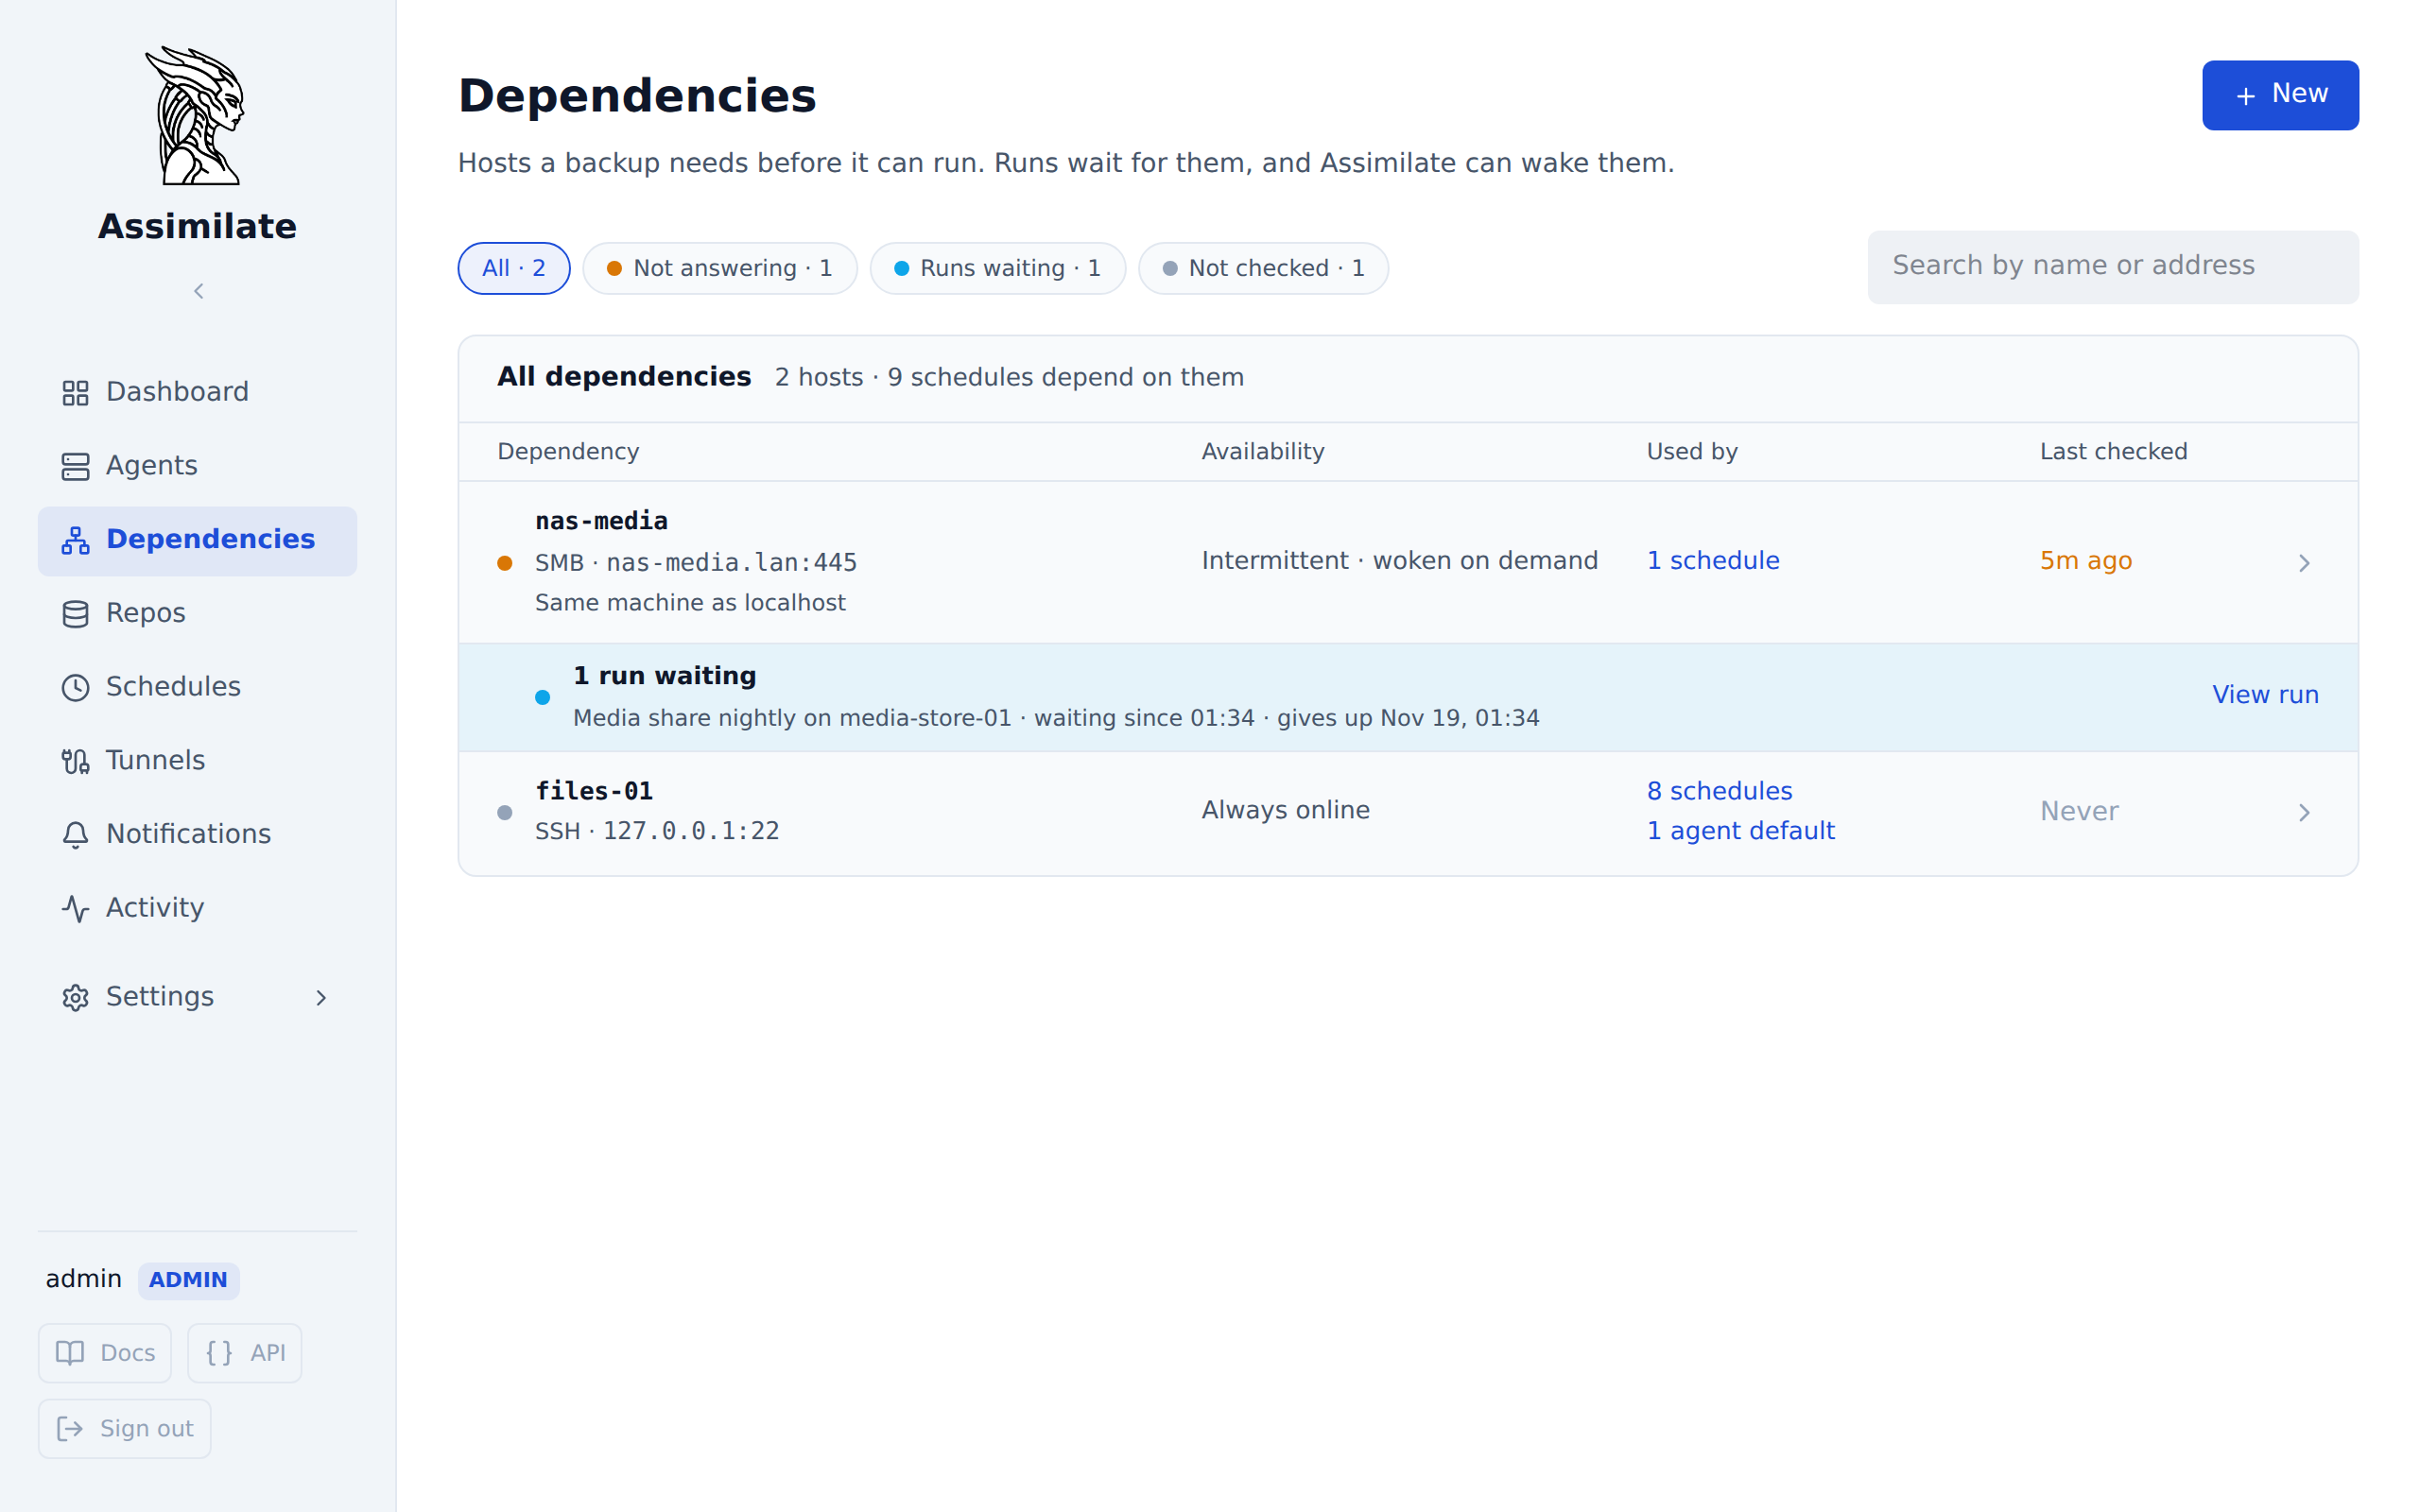 Assimilate
Dashboard
Agents
Dependencies
Repos
Schedules
Tunnels
Notifications
Activity
Settings
admin ADMIN
Docs API
Sign out
Dependencies
+ New
Hosts a backup needs before it can run. Runs wait for them, and Assimilate can wake them.
All · 2 Not answering · 1 Runs waiting · 1 Not checked · 1 Search by name or address
All dependencies 2 hosts · 9 schedules depend on them
Dependency Availability Used by Last checked
nas-media
SMB · nas-media.lan:445 Intermittent · woken on demand 1 schedule 5m ago
Same machine as localhost
1 run waiting
Media share nightly on media-store-01 · waiting since 01:34 · gives up Nov 19, 01:34
View run
files-01
SSH · 127.0.0.1:22
Always online
8 schedules
1 agent default
Never